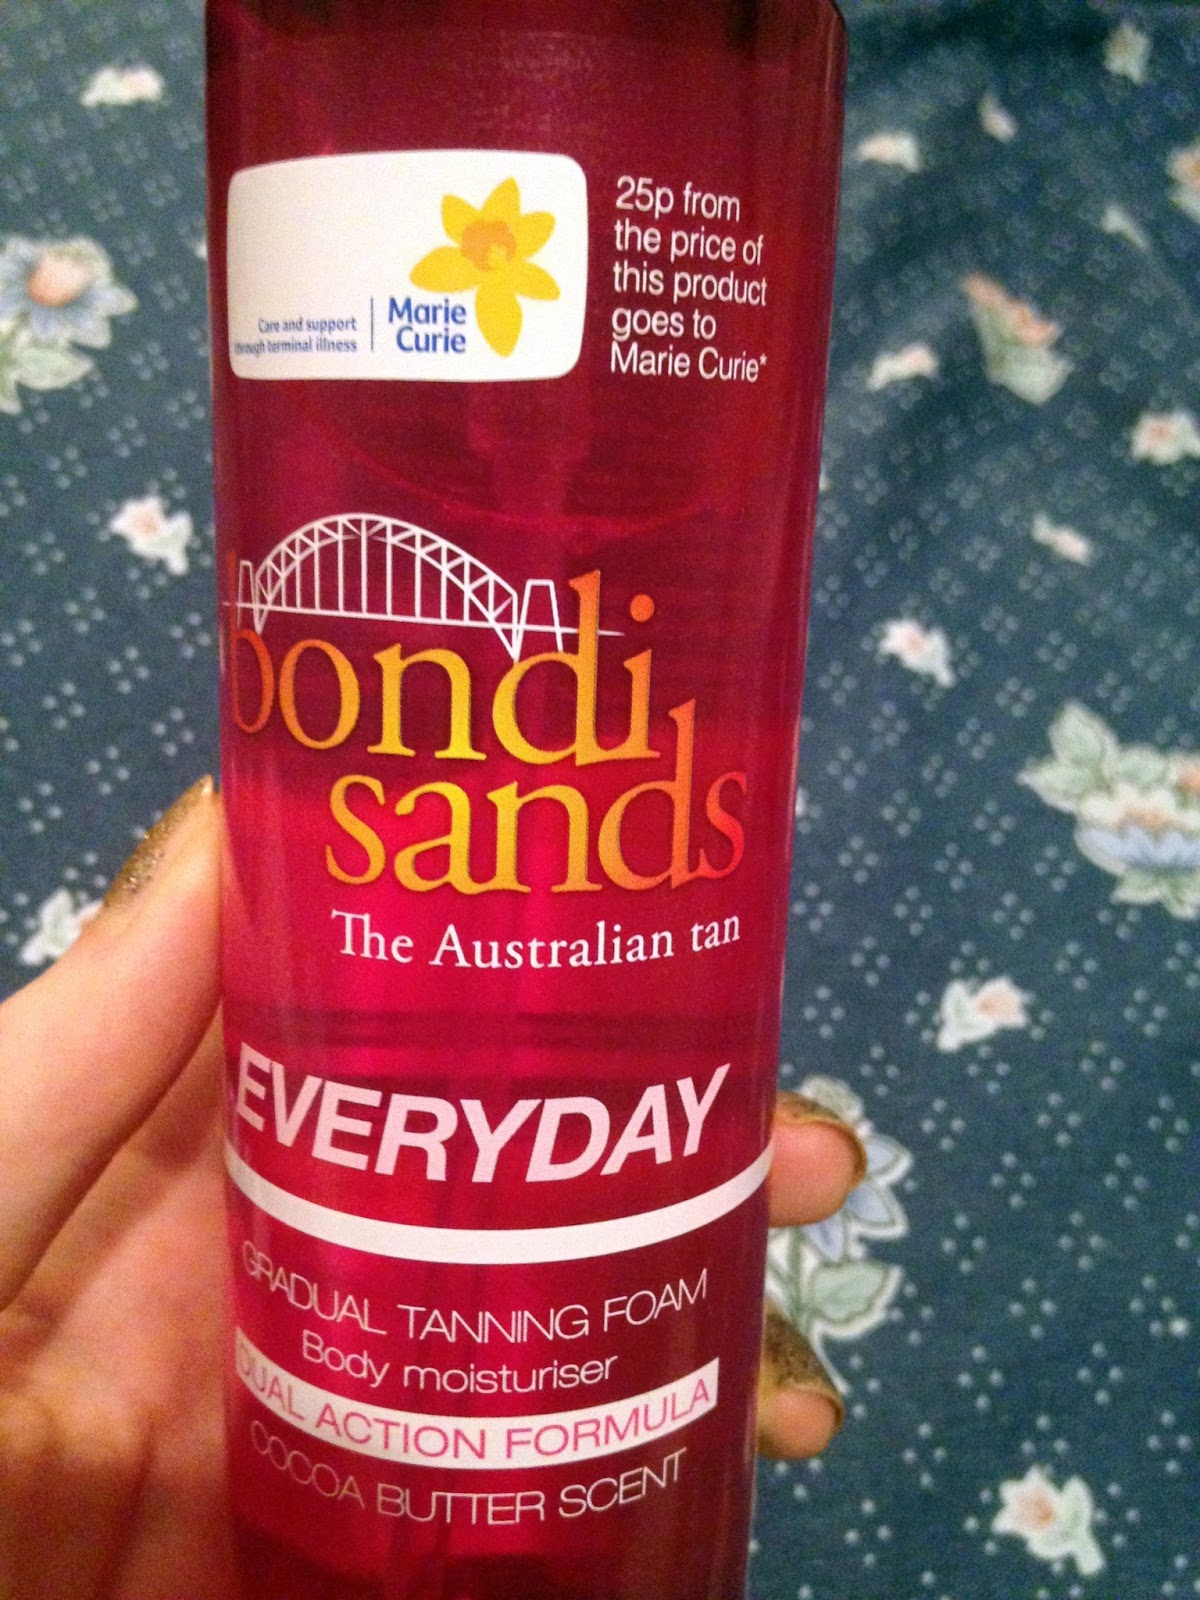 Care and support
through terminal illness
Marie
Curie
25p from
the price of
this product
goes to
Marie Curie*
bondi
sands
The Australian tan
EVERYDAY
GRADUAL TANNING FOAM
Body moisturiser
DUAL ACTION FORMULA
COCOA BUTTER SCENT